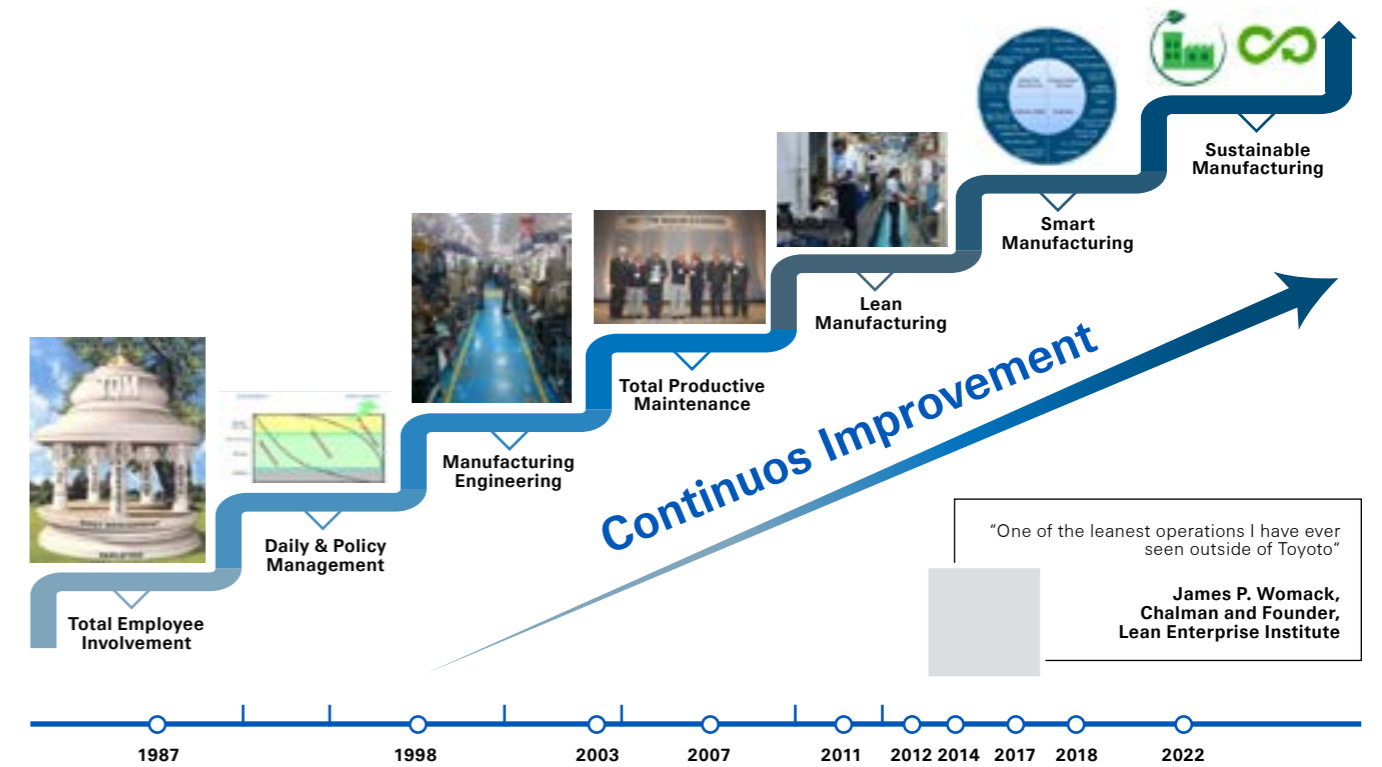 TQM
Sustainable
Manufacturing
Smart
Manufacturing
Lean
Manufacturing
Total Productive
Maintenance
Manufacturing
Engineering
Daily & Policy
Management
Total Employee
Involvement
Continuos Improvement
“One of the leanest operations I have ever
seen outside of Toyoto“
James P. Womack,
Chalman and Founder,
Lean Enterprise Institute
1987 1998 2003 2007 2011 2012 2014 2017 2018 2022